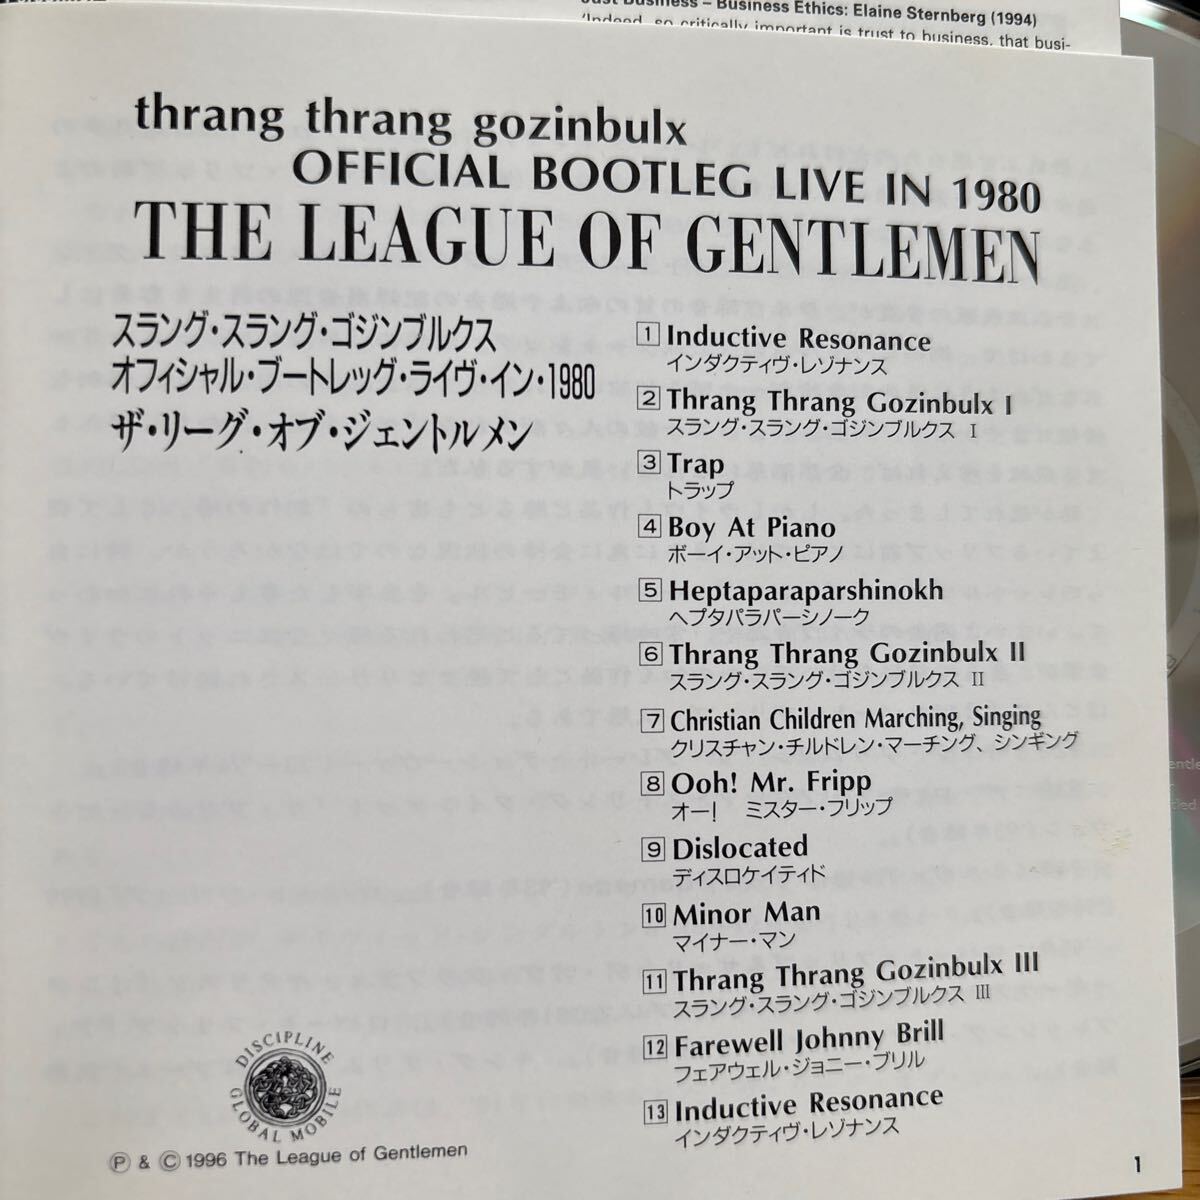 Just Business – Business Ethics: Elaine Sternberg (1994)
'Indeed, so critically important is trust to business, that busi-
thrang thrang gozinbulx
OFFICIAL BOOTLEG LIVE IN 1980
THE LEAGUE OF GENTLEMEN
スラング・スラング・ゴジンブルクス
オフィシャル・ブートレッグ・ライヴ・イン・1980
ザ・リーグ・オブ・ジェントルメン
1 Inductive Resonance
インダクティヴ・レゾナンス
2 Thrang Thrang Gozinbulx I
スラング・スラング・ゴジンブルクス Ⅰ
3 Trap
トラップ
4 Boy At Piano
ボーイ・アット・ピアノ
5 Heptaparaparshinokh
ヘプタパラパーシノーク
6 Thrang Thrang Gozinbulx II
スラング・スラング・ゴジンブルクス Ⅱ
7 Christian Children Marching, Singing
クリスチャン・チルドレン・マーチング、シンギング
8 Ooh! Mr. Fripp
オー! ミスター・フリップ
9 Dislocated
ディスロケイティド
10 Minor Man
マイナー・マン
11 Thrang Thrang Gozinbulx III
スラング・スラング・ゴジンブルクス Ⅲ
12 Farewell Johnny Brill
フェアウェル・ジョニー・ブリル
13 Inductive Resonance
インダクティヴ・レゾナンス
DISCIPLINE
GLOBAL MOBILE
Ⓟ & Ⓒ 1996 The League of Gentlemen
1